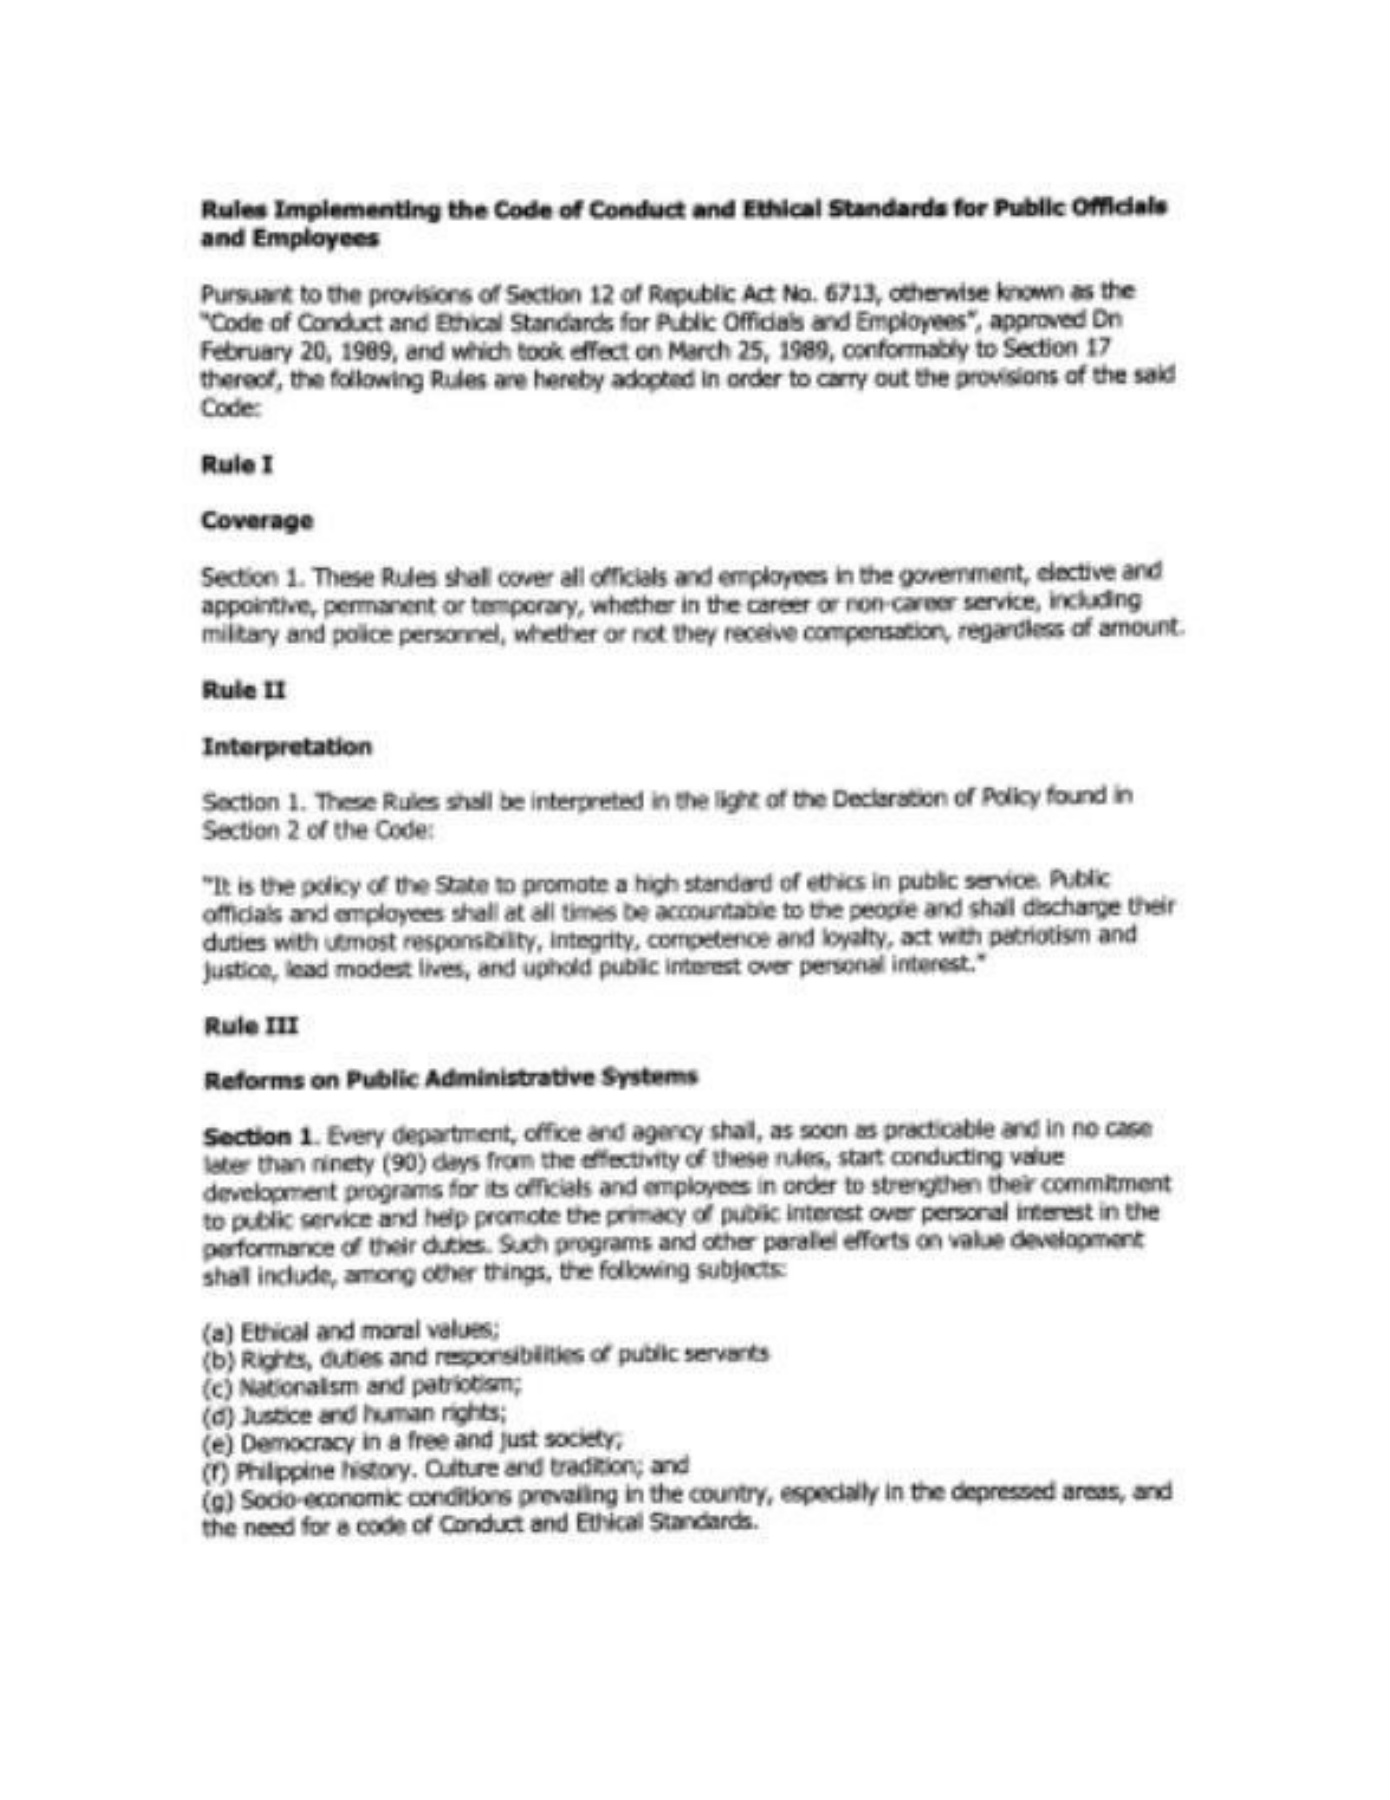 Rules Implementing the Code of Conduct and Ethical Standards for Public Officials
and Employees
Pursuant to the provisions of Section 12 of Republic Act No. 6713, otherwise known as the
"Code of Conduct and Ethical Standards for Public Officials and Employees", approved Dn
February 20, 1989, and which took effect on March 25, 1989, conformably to Section 17
thereof, the following Rules are hereby adopted in order to carry out the provisions of the said
Code:
Rule I
Coverage
Section 1. These Rules shall cover all officials and employees in the government, elective and
appointive, permanent or temporary, whether in the career or non-career service, including
military and police personnel, whether or not they receive compensation, regardless of amount.
Rule II
Interpretation
Section 1. These Rules shall be interpreted in the light of the Declaration of Policy found in
Section 2 of the Code:
"It is the policy of the State to promote a high standard of ethics in public service. Public
officials and employees shall at all times be accountable to the people and shall discharge their
duties with utmost responsibility, integrity, competence and loyalty, act with patriotism and
justice, lead modest lives, and uphold public interest over personal interest."
Rule III
Reforms on Public Administrative Systems
Section 1. Every department, office and agency shall, as soon as practicable and in no case
later than ninety (90) days from the effectivity of these rules, start conducting value
development programs for its officials and employees in order to strengthen their commitment
to public service and help promote the primacy of public interest over personal interest in the
performance of their duties. Such programs and other parallel efforts on value development
shall include, among other things, the following subjects:
(a) Ethical and moral values;
(b) Rights, duties and responsibilities of public servants
(c) Nationalism and patriotism;
(d) Justice and human rights;
(e) Democracy in a free and just society;
(f) Philippine history. Culture and tradition; and
(g) Socio-economic conditions prevailing in the country, especially in the depressed areas, and
the need for a code of Conduct and Ethical Standards.